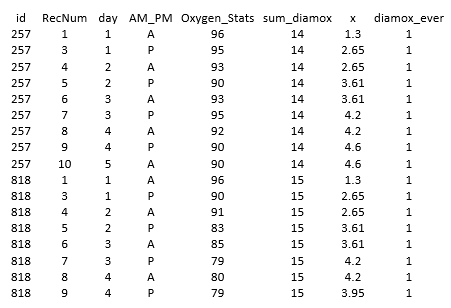 id RecNum day AM_PM Oxygen_Stats sum_diamox x diamox_ever
257 1 1 A 96 14 1.3 1
257 3 1 P 95 14 2.65 1
257 4 2 A 93 14 2.65 1
257 5 2 P 90 14 3.61 1
257 6 3 A 93 14 3.61 1
257 7 3 P 95 14 4.2 1
257 8 4 A 92 14 4.2 1
257 9 4 P 90 14 4.6 1
257 10 5 A 90 14 4.6 1
818 1 1 A 96 15 1.3 1
818 3 1 P 90 15 2.65 1
818 4 2 A 91 15 2.65 1
818 5 2 P 83 15 3.61 1
818 6 3 A 85 15 3.61 1
818 7 3 P 79 15 4.2 1
818 8 4 A 80 15 4.2 1
818 9 4 P 79 15 3.95 1